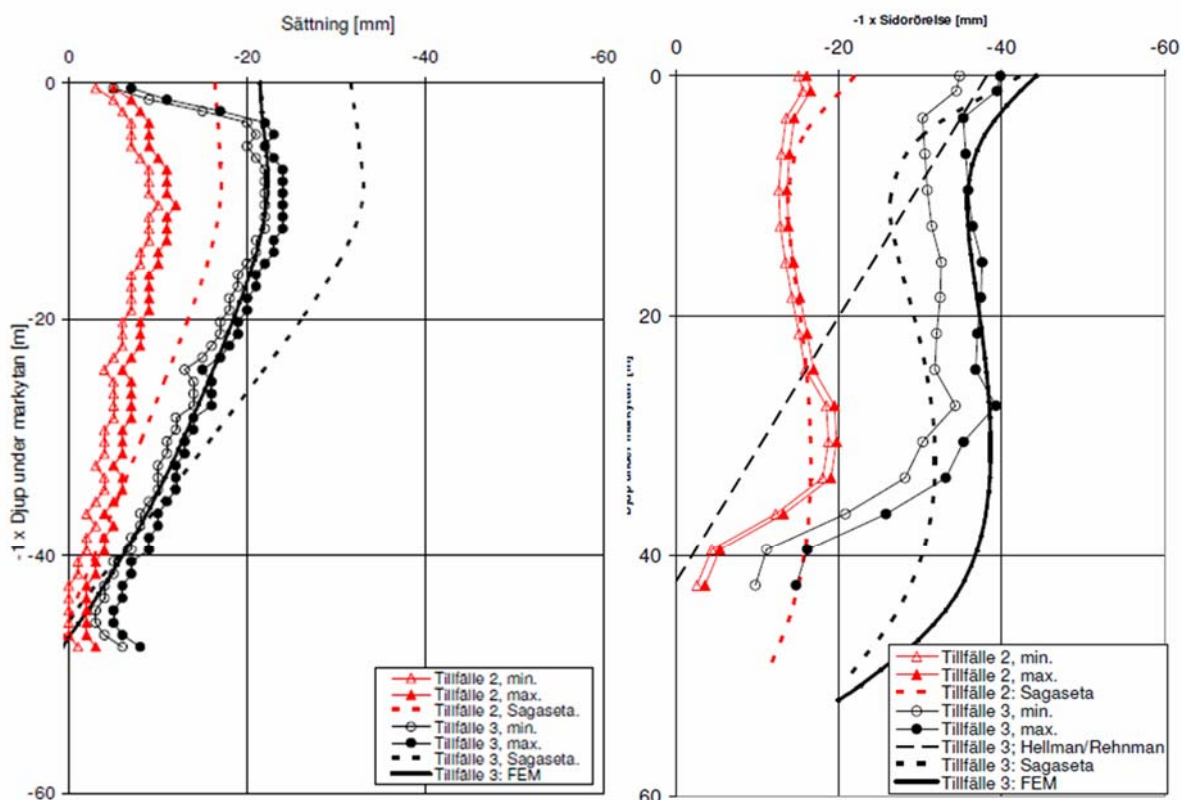 Sättning [mm]
0 -20 -40 -60
0
-20
-40
-60
-1 x Djup under markytan [m]
Tillfälle 2, min.
Tillfälle 2, max.
Tillfälle 2, Sagaseta.
Tillfälle 3, min.
Tillfälle 3, max.
Tillfälle 3, Sagaseta.
Tillfälle 3: FEM
-1 x Sidorörelse [mm]
0 -20 -40 -60
0
20
40
60
Tillfälle 2, min.
Tillfälle 2, max.
Tillfälle 2: Sagaseta
Tillfälle 3, min.
Tillfälle 3, max.
Tillfälle 3; Hellman/Rehnman
Tillfälle 3: Sagaseta
Tillfälle 3: FEM